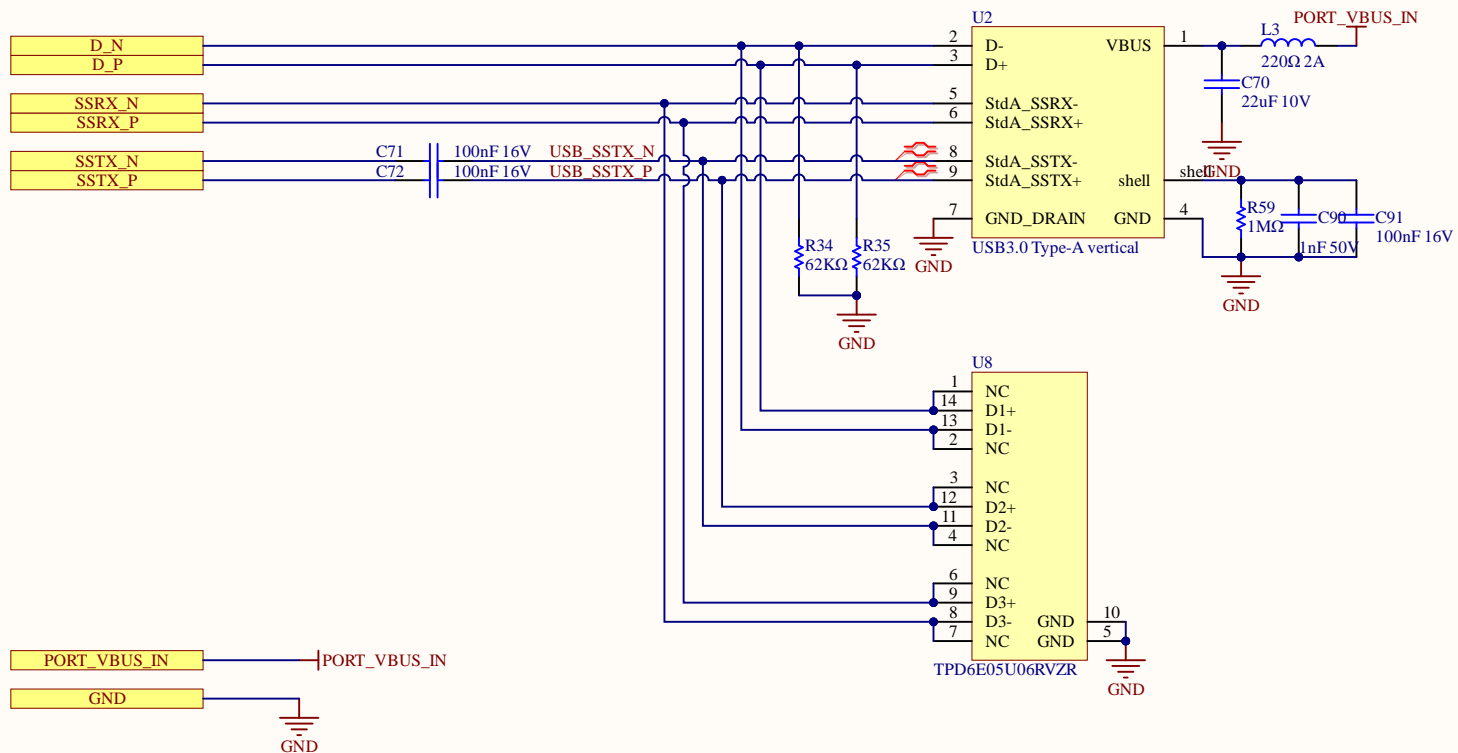 U2
PORT_VBUS_IN
D_N
2
D-
VBUS
1
L3
220Ω 2A
D_P
3
D+
C70
22uF 10V
SSRX_N
5
StdA_SSRX-
SSRX_P
6
StdA_SSRX+
GND
SSTX_N
C71
100nF 16V
USB_SSTX_N
8
StdA_SSTX-
SSTX_P
C72
100nF 16V
USB_SSTX_P
9
StdA_SSTX+
shell
shell
7
GND_DRAIN
GND
4
R59
1MΩ
C90
1nF 50V
C91
100nF 16V
GND
USB3.0 Type-A vertical
R34
62KΩ
R35
62KΩ
GND
GND
U8
1
NC
14
D1+
13
D1-
2
NC
3
NC
12
D2+
11
D2-
4
NC
6
NC
9
D3+
8
D3-
GND
10
7
NC
GND
5
TPD6E05U06RVZR
GND
PORT_VBUS_IN
PORT_VBUS_IN
GND
GND